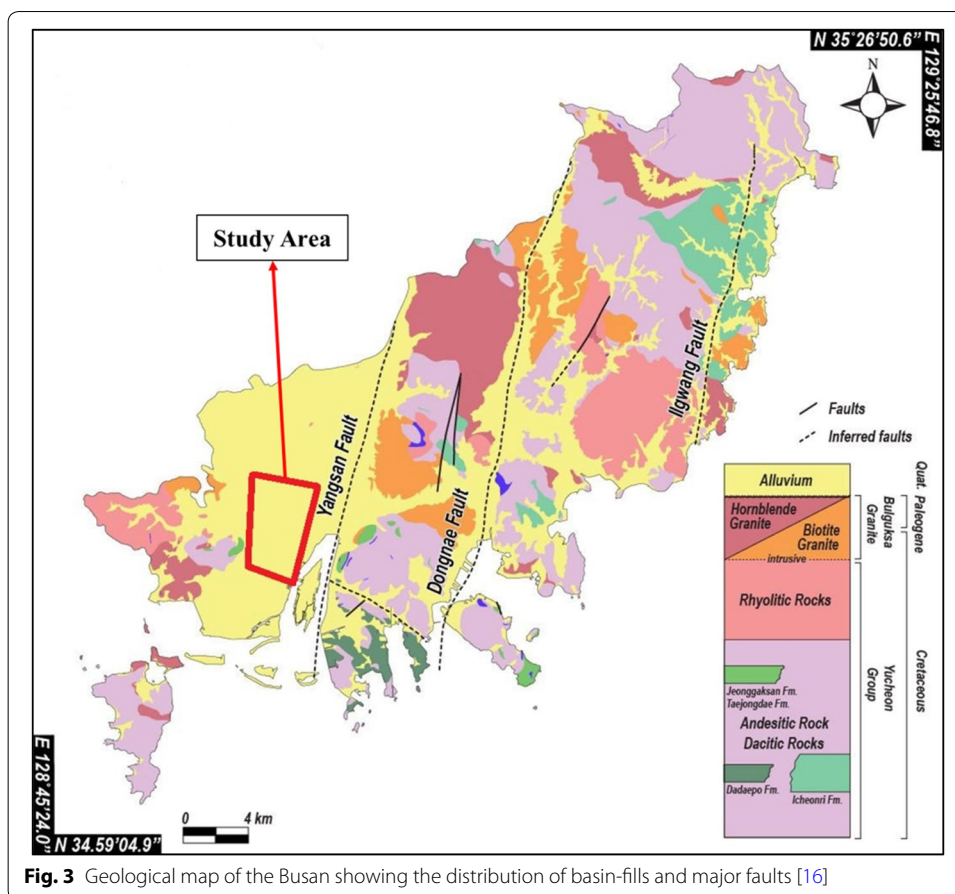 N 35°26'50.6”
E 129°25'46.8”
N
Study Area
Yangsan Fault
Dongnae Fault
Ilgwang Fault
Faults
Inferred faults
Alluvium
Hornblende
Granite
Biotite
Granite
intrusive
Rhyolitic Rocks
Jeonggaksan Fm.
Taejongdae Fm.
Andesitic Rock
Dacitic Rocks
Dadaepo Fm.
Icheonri Fm.
Bulguksa
Granite
Yucheon
Group
Quat.
Paleogene
Cretaceous
0 4 km
E 128°45'24.0”
N 34.59'04.9”
Fig. 3 Geological map of the Busan showing the distribution of basin-fills and major faults [16]